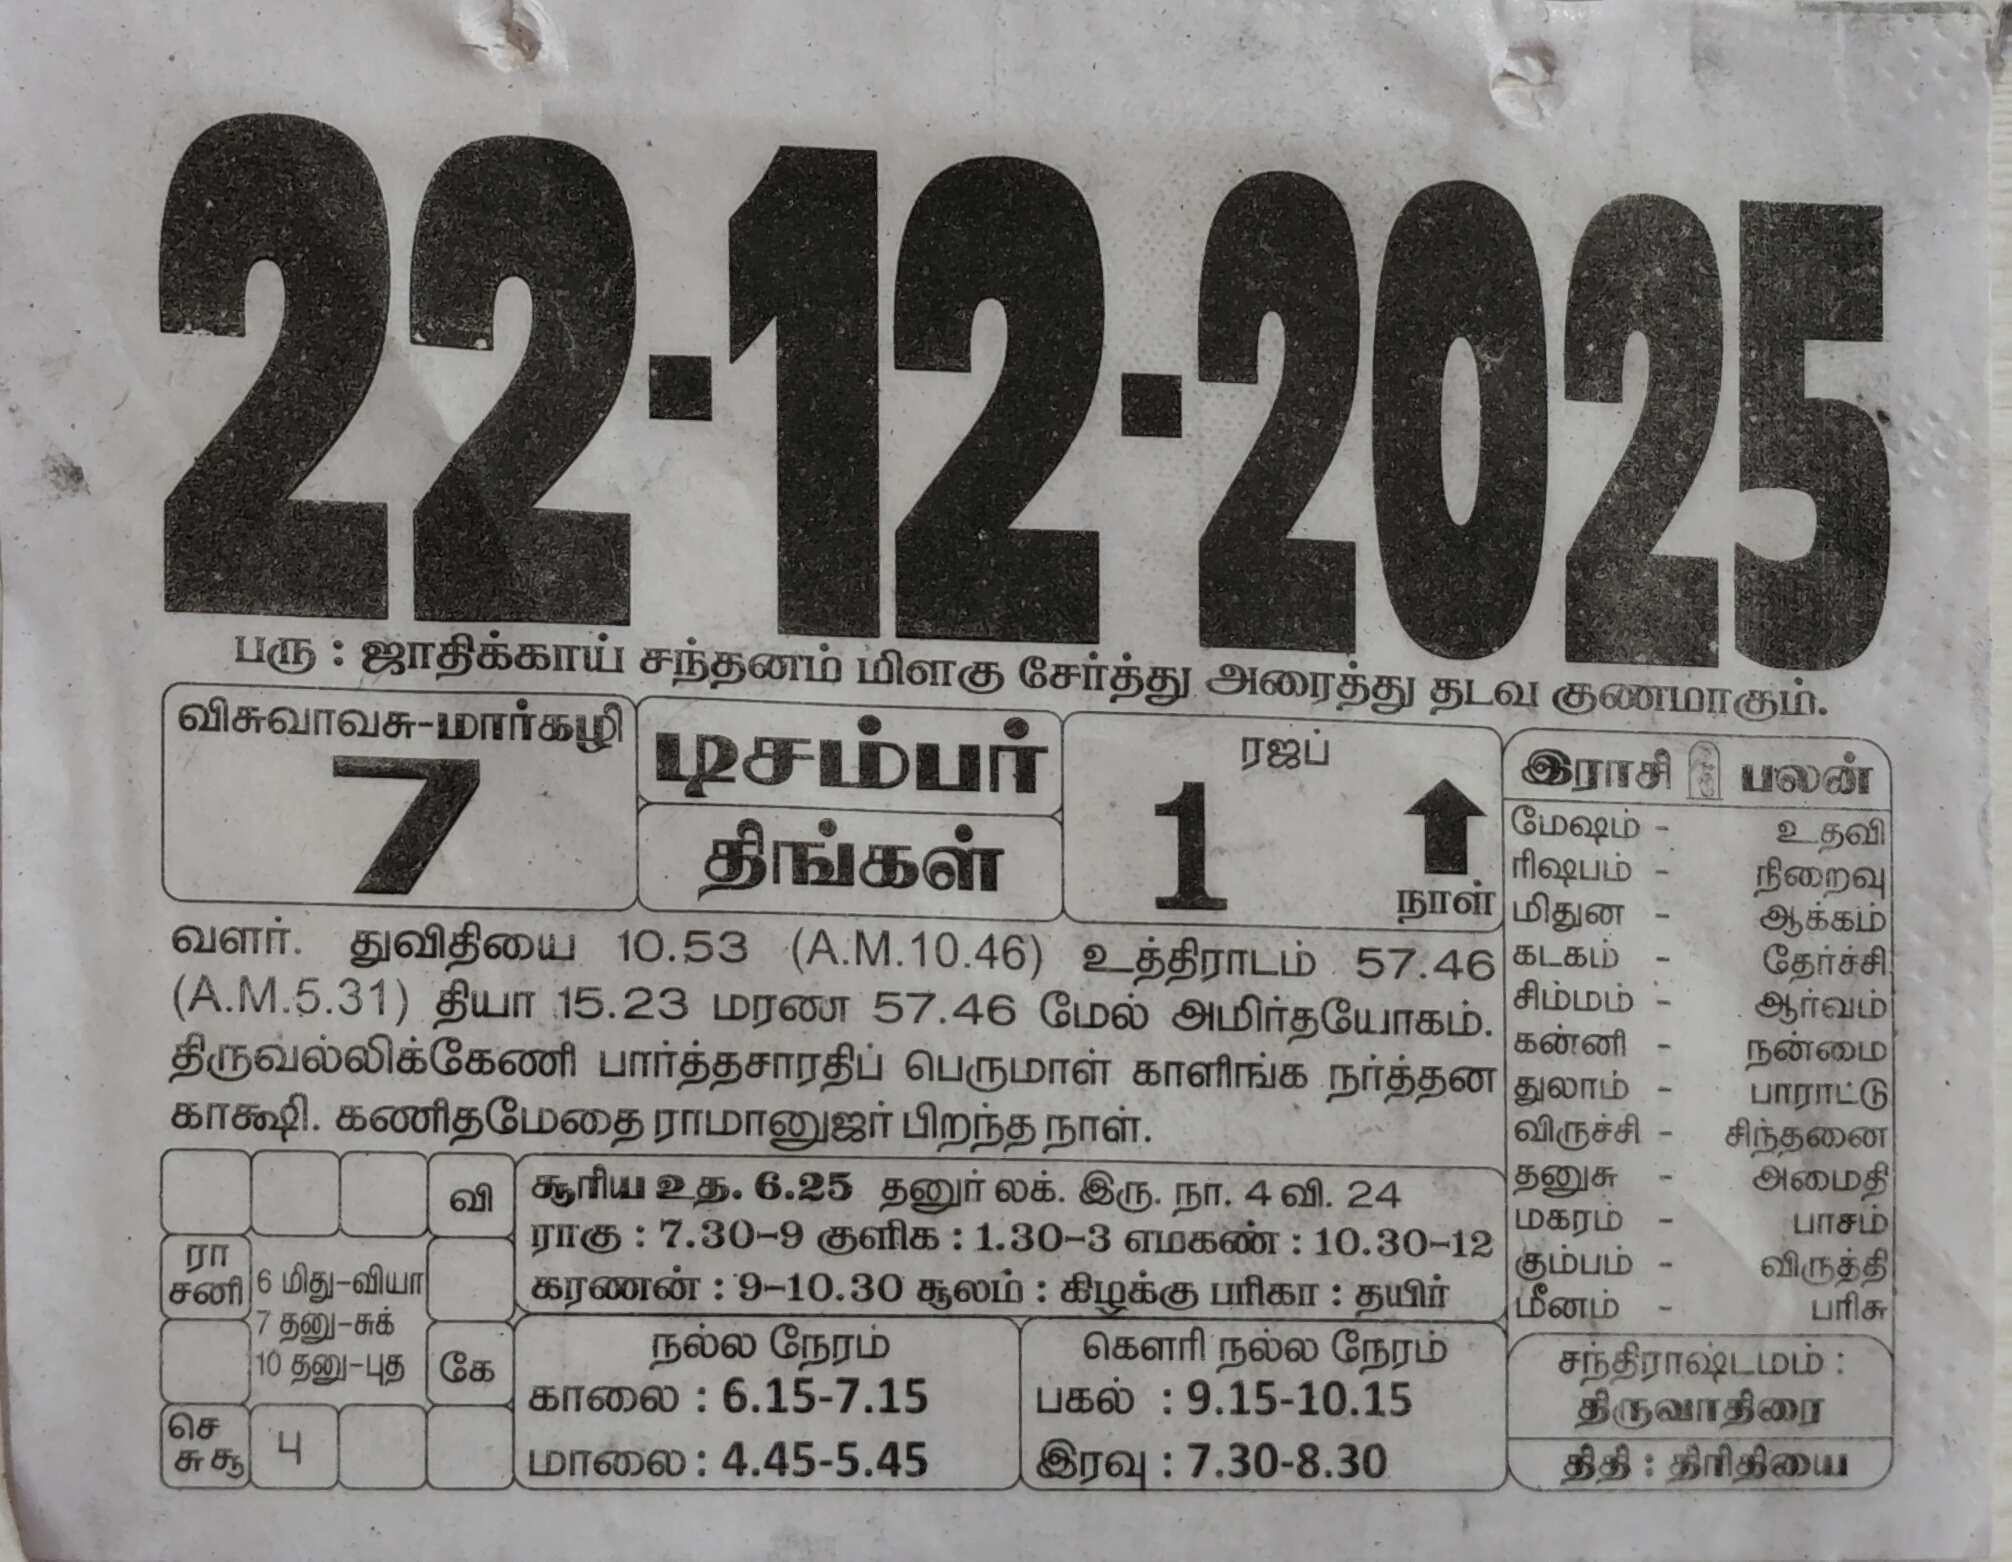 22-12-2025
பரு : ஜாதிக்காய் சந்தனம் மிளகு சேர்த்து அரைத்து தடவ குணமாகும்.
விசுவாவசு-மார்கழி
7
டிசம்பர்
திங்கள்
ரஜப்
1
நாள்
வளர். துவிதியை 10.53 (A.M.10.46) உத்திராடம் 57.46
(A.M.5.31) தியா 15.23 மரண 57.46 மேல் அமிர்தயோகம்.
திருவல்லிக்கேணி பார்த்தசாரதிப் பெருமாள் காளிங்க நர்த்தன
காக்ஷி. கணிதமேதை ராமானுஜர் பிறந்த நாள்.
இராசி பலன்
மேஷம் - உதவி
ரிஷபம் - நிறைவு
மிதுன - ஆக்கம்
கடகம் - தேர்ச்சி
சிம்மம் - ஆர்வம்
கன்னி - நன்மை
துலாம் - பாராட்டு
விருச்சி - சிந்தனை
தனுசு - அமைதி
மகரம் - பாசம்
கும்பம் - விருத்தி
மீனம் - பரிசு
சந்திராஷ்டமம் :
திருவாதிரை
திதி : திரிதியை
வி
ரா
சனி
6 மிது-வியா
7 தனு-சுக்
10 தனு-புத
கே
செ
சு சூ
பு
சூரிய உத. 6.25 தனுர் லக். இரு. நா. 4 வி. 24
ராகு : 7.30-9 குளிக : 1.30-3 எமகண் : 10.30-12
கரணன் : 9-10.30 சூலம் : கிழக்கு பரிகா : தயிர்
நல்ல நேரம்
காலை : 6.15-7.15
மாலை : 4.45-5.45
கௌரி நல்ல நேரம்
பகல் : 9.15-10.15
இரவு : 7.30-8.30